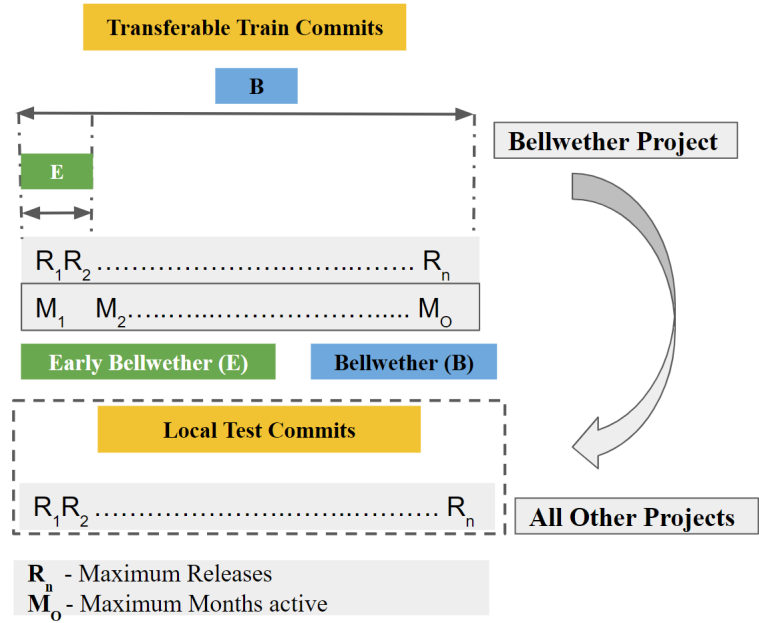 Transferable Train Commits
B
Bellwether Project
E
R1R2 ……………………………..…….. Rn
M1 M2…..…...………………….….... MO
Early Bellwether (E)
Bellwether (B)
Local Test Commits
R1R2 ……………………..……..………. Rn
All Other Projects
Rn - Maximum Releases
MO - Maximum Months active